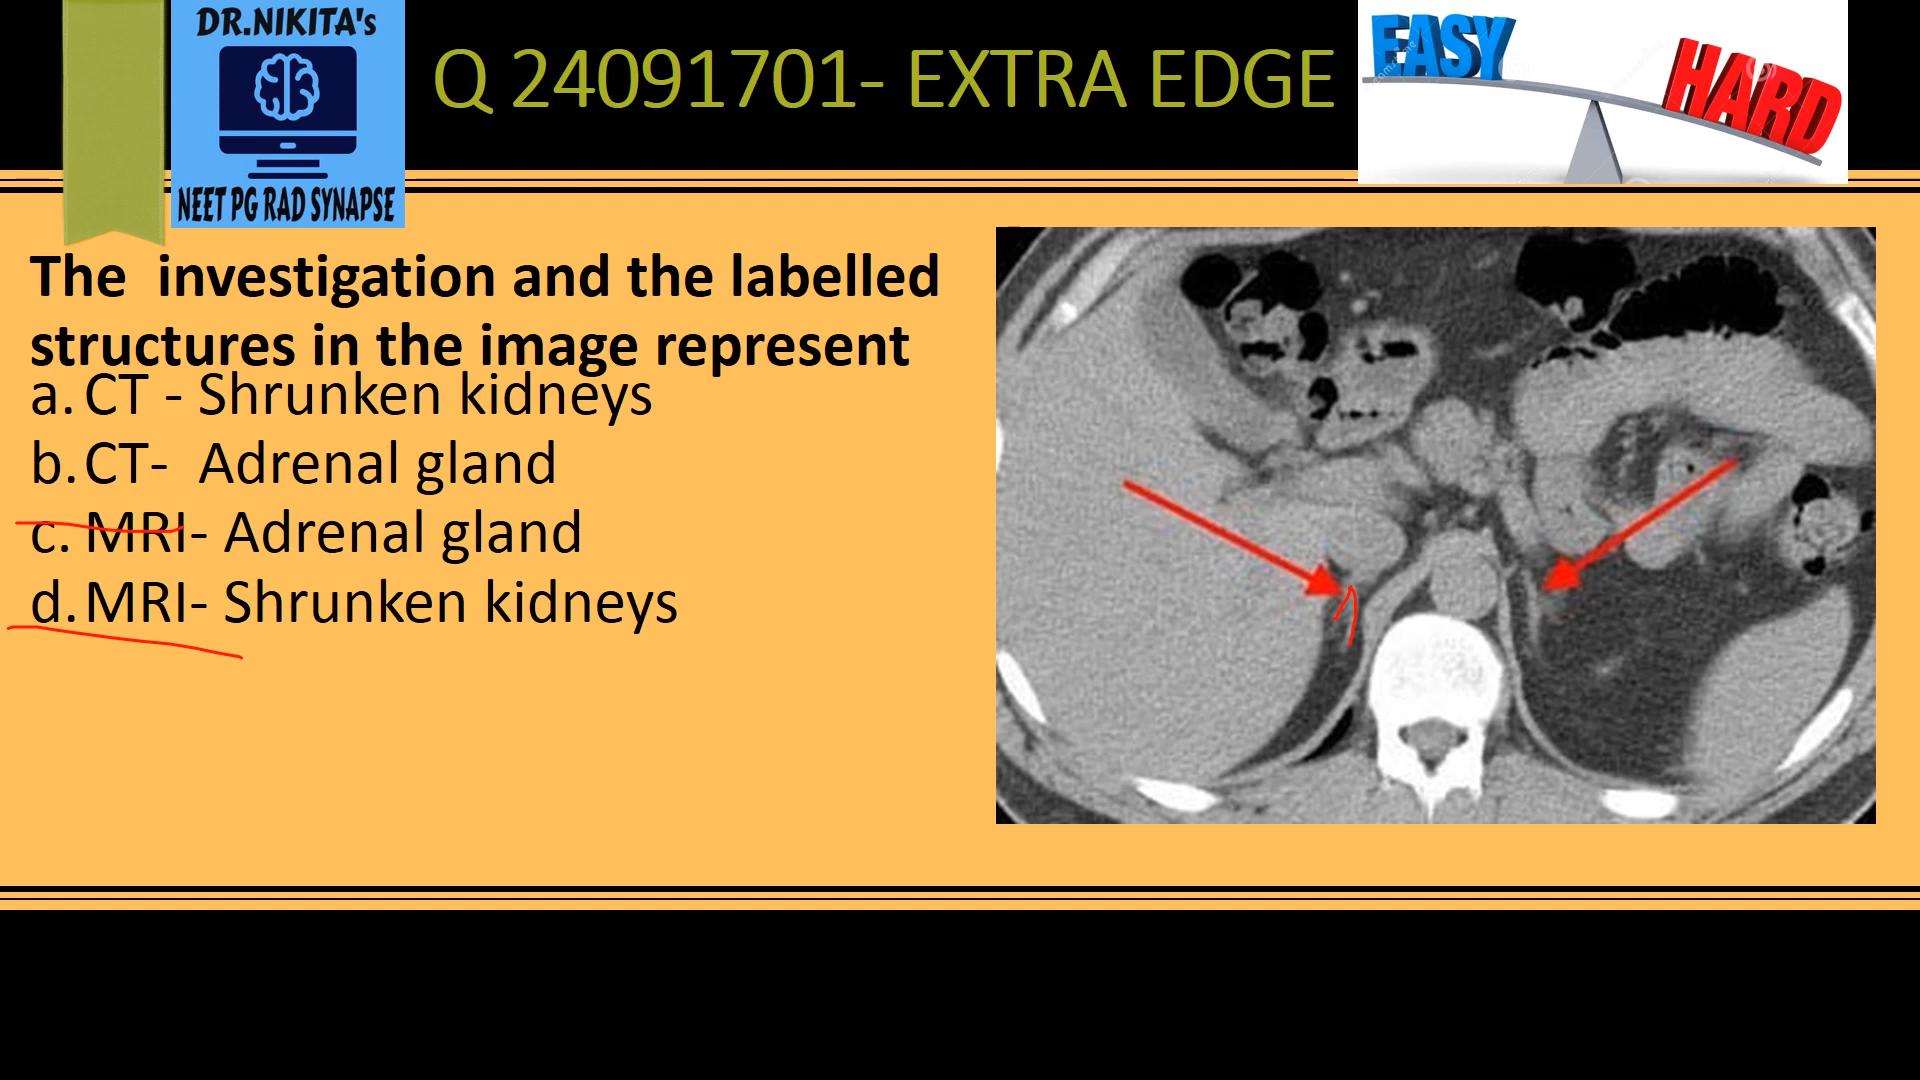 DR.NIKITA's
NEET PG RAD SYNAPSE
Q 24091701- EXTRA EDGE
EASY
HARD
The investigation and the labelled
structures in the image represent
a. CT - Shrunken kidneys
b. CT- Adrenal gland
c. MRI- Adrenal gland
d. MRI- Shrunken kidneys